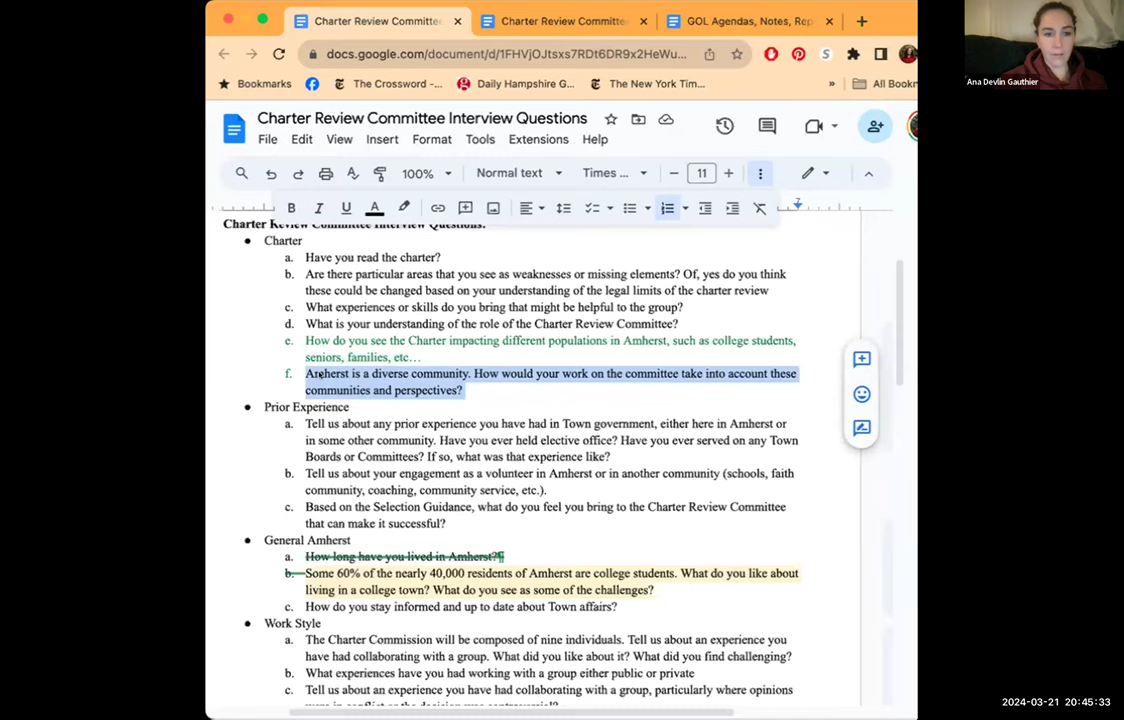 Charter Review Committee
Charter Review Committe
GOL Agendas, Notes, Rep
docs.google.com/document/d/1FHVjOJtsxs7RDt6DR9x2HeWu...
Ana Devlin Gauthier
Bookmarks
The Crossword -...
Daily Hampshire G...
The New York Tim...
»
All Bookn
Charter Review Committee Interview Questions
File Edit View Insert Format Tools Extensions Help
100% Normal text Times ... 11
B I U A
Charter Review Committee Interview Questions:
Charter
a. Have you read the charter?
b. Are there particular areas that you see as weaknesses or missing elements? Of, yes do you think
these could be changed based on your understanding of the legal limits of the charter review
c. What experiences or skills do you bring that might be helpful to the group?
d. What is your understanding of the role of the Charter Review Committee?
e. How do you see the Charter impacting different populations in Amherst, such as college students,
seniors, families, etc…
f. Amherst is a diverse community. How would your work on the committee take into account these
communities and perspectives?
Prior Experience
a. Tell us about any prior experience you have had in Town government, either here in Amherst or
in some other community. Have you ever held elective office? Have you ever served on any Town
Boards or Committees? If so, what was that experience like?
b. Tell us about your engagement as a volunteer in Amherst or in another community (schools, faith
community, coaching, community service, etc.).
c. Based on the Selection Guidance, what do you feel you bring to the Charter Review Committee
that can make it successful?
General Amherst
a. How long have you lived in Amherst?¶
b. Some 60% of the nearly 40,000 residents of Amherst are college students. What do you like about
living in a college town? What do you see as some of the challenges?
c. How do you stay informed and up to date about Town affairs?
Work Style
a. The Charter Commission will be composed of nine individuals. Tell us about an experience you
have had collaborating with a group. What did you like about it? What did you find challenging?
b. What experiences have you had working with a group either public or private
c. Tell us about an experience you have had collaborating with a group, particularly where opinions
2024-03-21 20:45:33